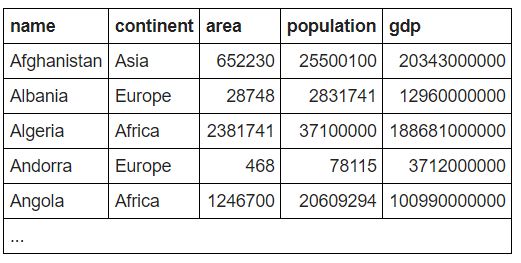 name continent area population gdp
Afghanistan Asia 652230 25500100 20343000000
Albania Europe 28748 2831741 12960000000
Algeria Africa 2381741 37100000 188681000000
Andorra Europe 468 78115 3712000000
Angola Africa 1246700 20609294 100990000000
...